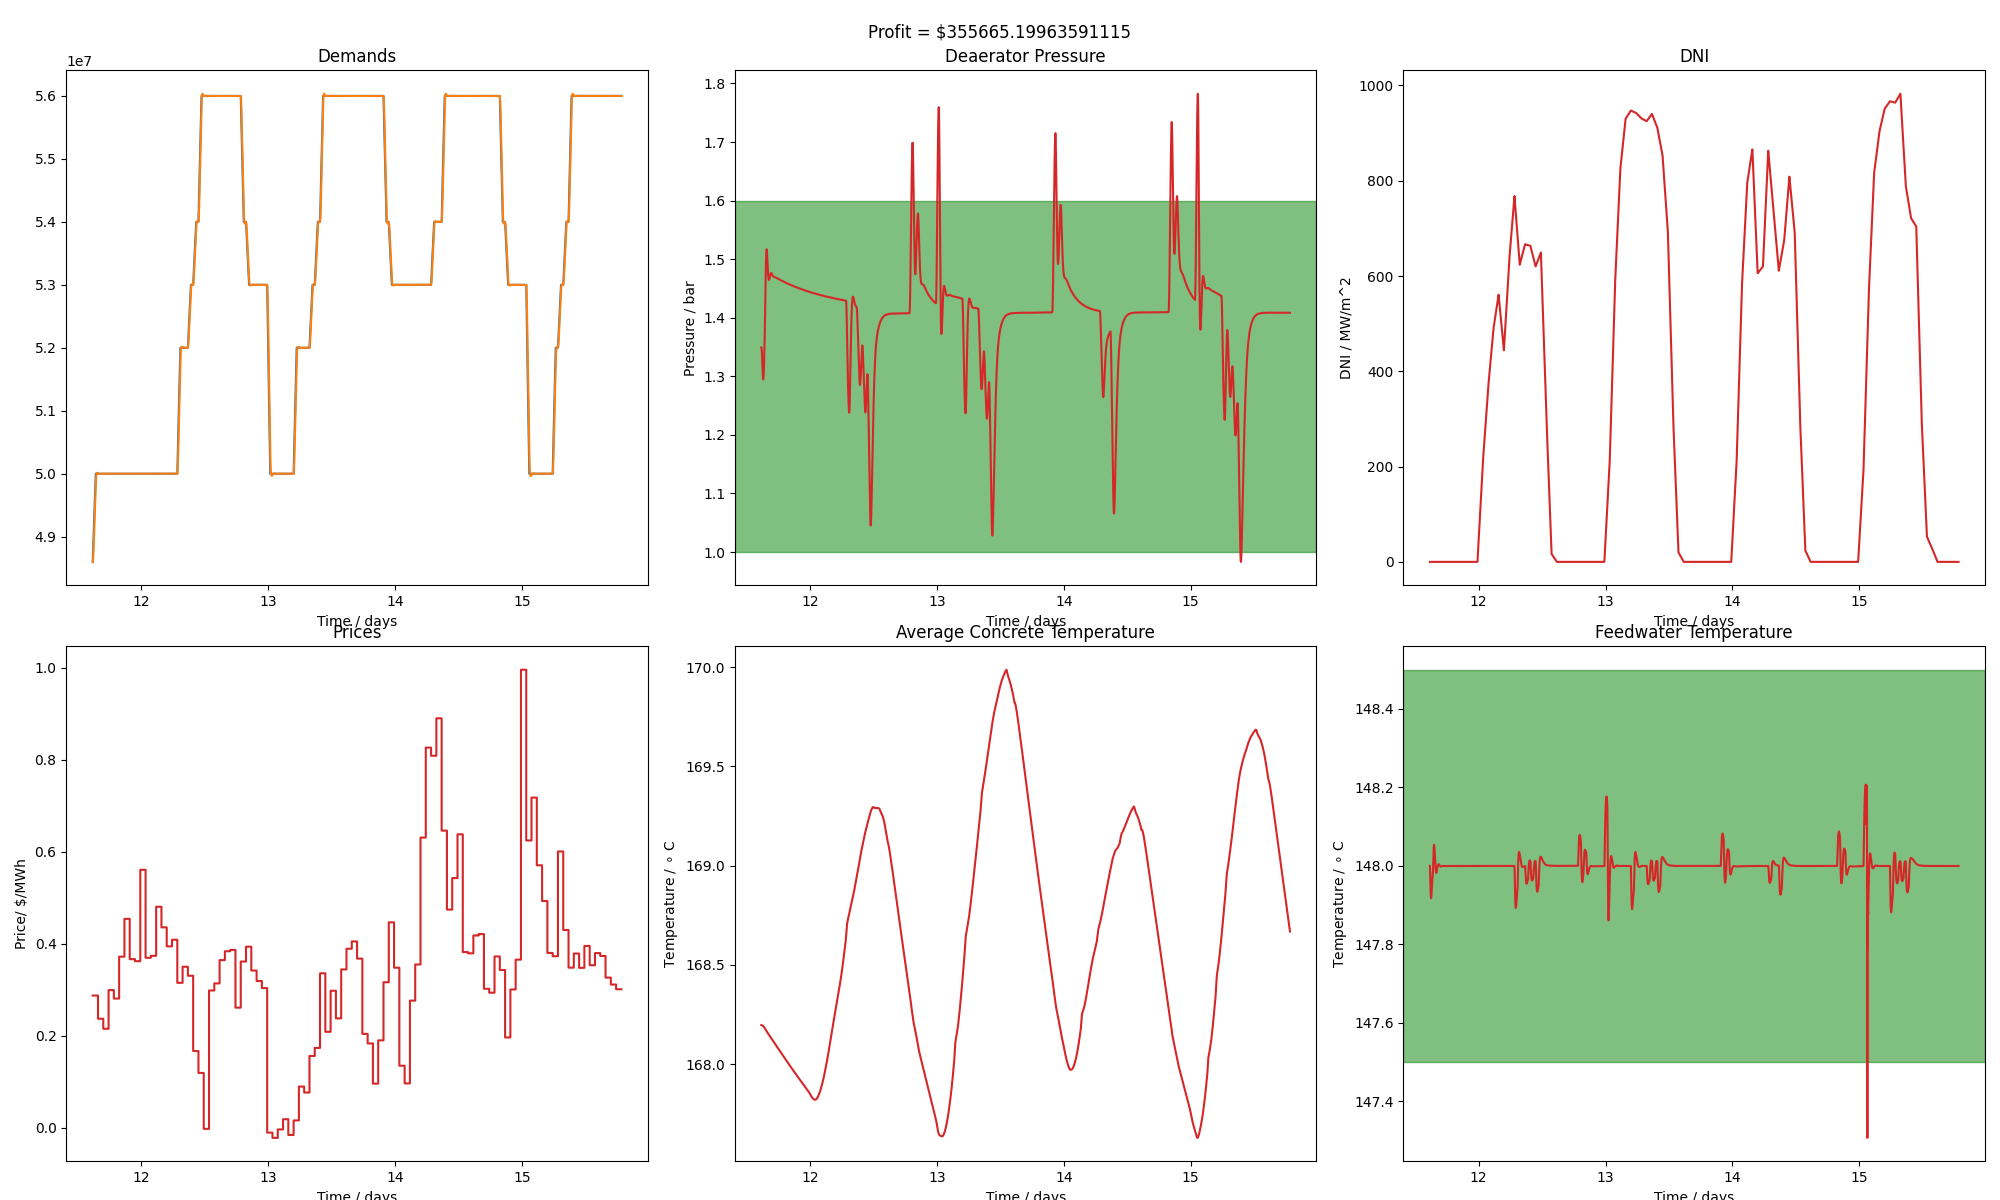 Profit = $355665.19963591115
Demands
1e7
5.6
5.5
5.4
5.3
5.2
5.1
5.0
4.9
12 13 14 15
Time / days
Deaerator Pressure
Pressure / bar
1.8
1.7
1.6
1.5
1.4
1.3
1.2
1.1
1.0
12 13 14 15
Time / days
DNI
DNI / MW/m^2
1000
800
600
400
200
0
12 13 14 15
Time / days
Prices
Price/ $/MWh
1.0
0.8
0.6
0.4
0.2
0.0
12 13 14 15
Time / days
Average Concrete Temperature
Temperature / ∘ C
170.0
169.5
169.0
168.5
168.0
12 13 14 15
Time / days
Feedwater Temperature
Temperature / ∘ C
148.4
148.2
148.0
147.8
147.6
147.4
12 13 14 15
Time / days